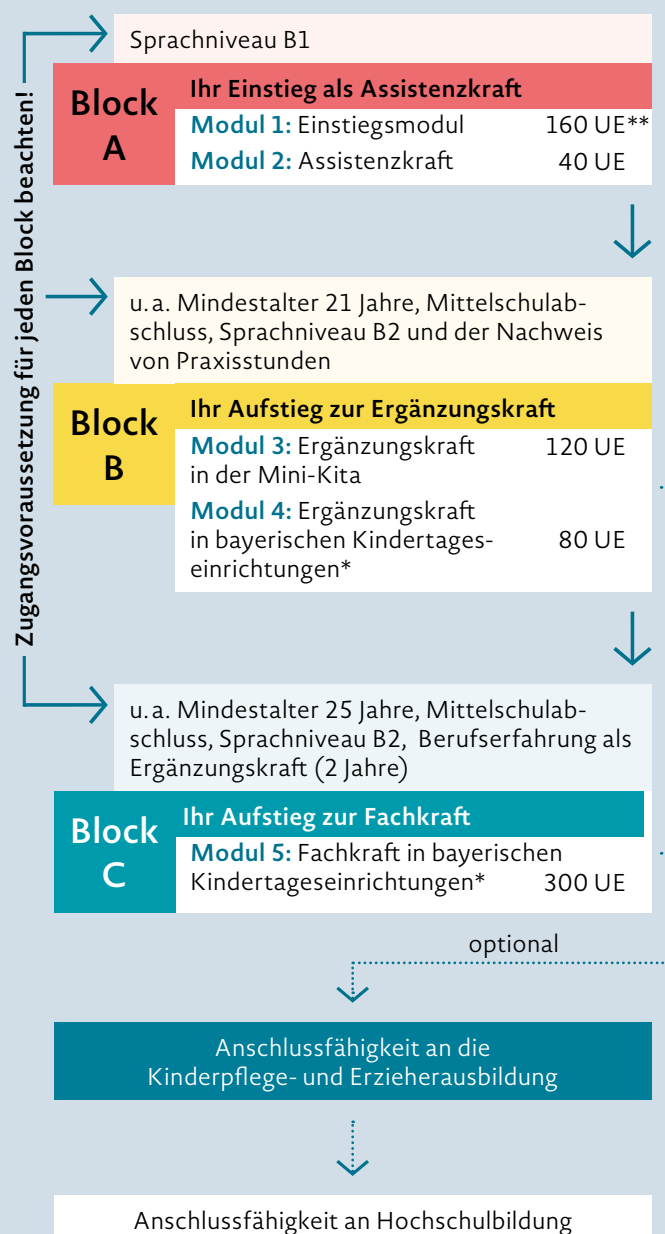 Zugangsvoraussetzung für jeden Block beachten!
Sprachniveau B1
Block
A
Ihr Einstieg als Assistenzkraft
Modul 1: Einstiegsmodul 160 UE**
Modul 2: Assistenzkraft 40 UE
u. a. Mindestalter 21 Jahre, Mittelschulab-
schluss, Sprachniveau B2 und der Nachweis
von Praxisstunden
Block
B
Ihr Aufstieg zur Ergänzungskraft
Modul 3: Ergänzungskraft 120 UE
in der Mini-Kita
Modul 4: Ergänzungskraft
in bayerischen Kindertages- 80 UE
einrichtungen*
u. a. Mindestalter 25 Jahre, Mittelschulab-
schluss, Sprachniveau B2, Berufserfahrung als
Ergänzungskraft (2 Jahre)
Block
C
Ihr Aufstieg zur Fachkraft
Modul 5: Fachkraft in bayerischen
Kindertageseinrichtungen* 300 UE
optional
Anschlussfähigkeit an die
Kinderpflege- und Erzieherausbildung
Anschlussfähigkeit an Hochschulbildung